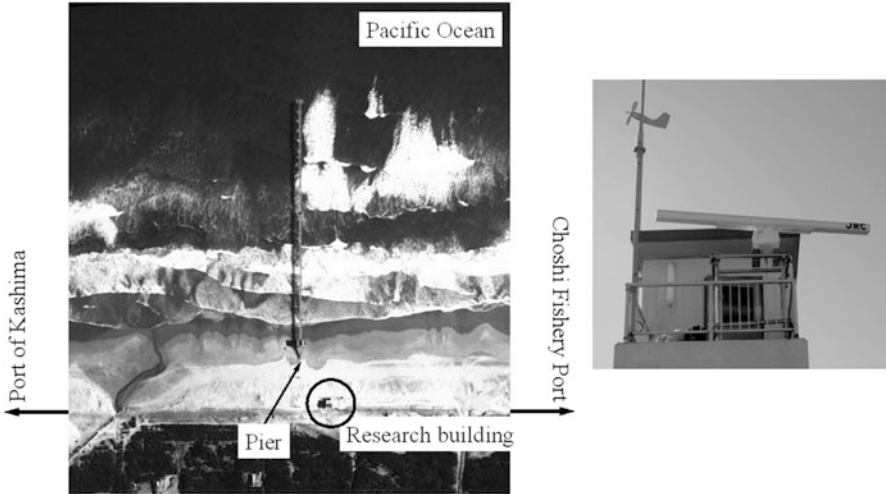 Pacific Ocean
Port of Kashima
Choshi Fishery Port
Pier
Research building
JRC